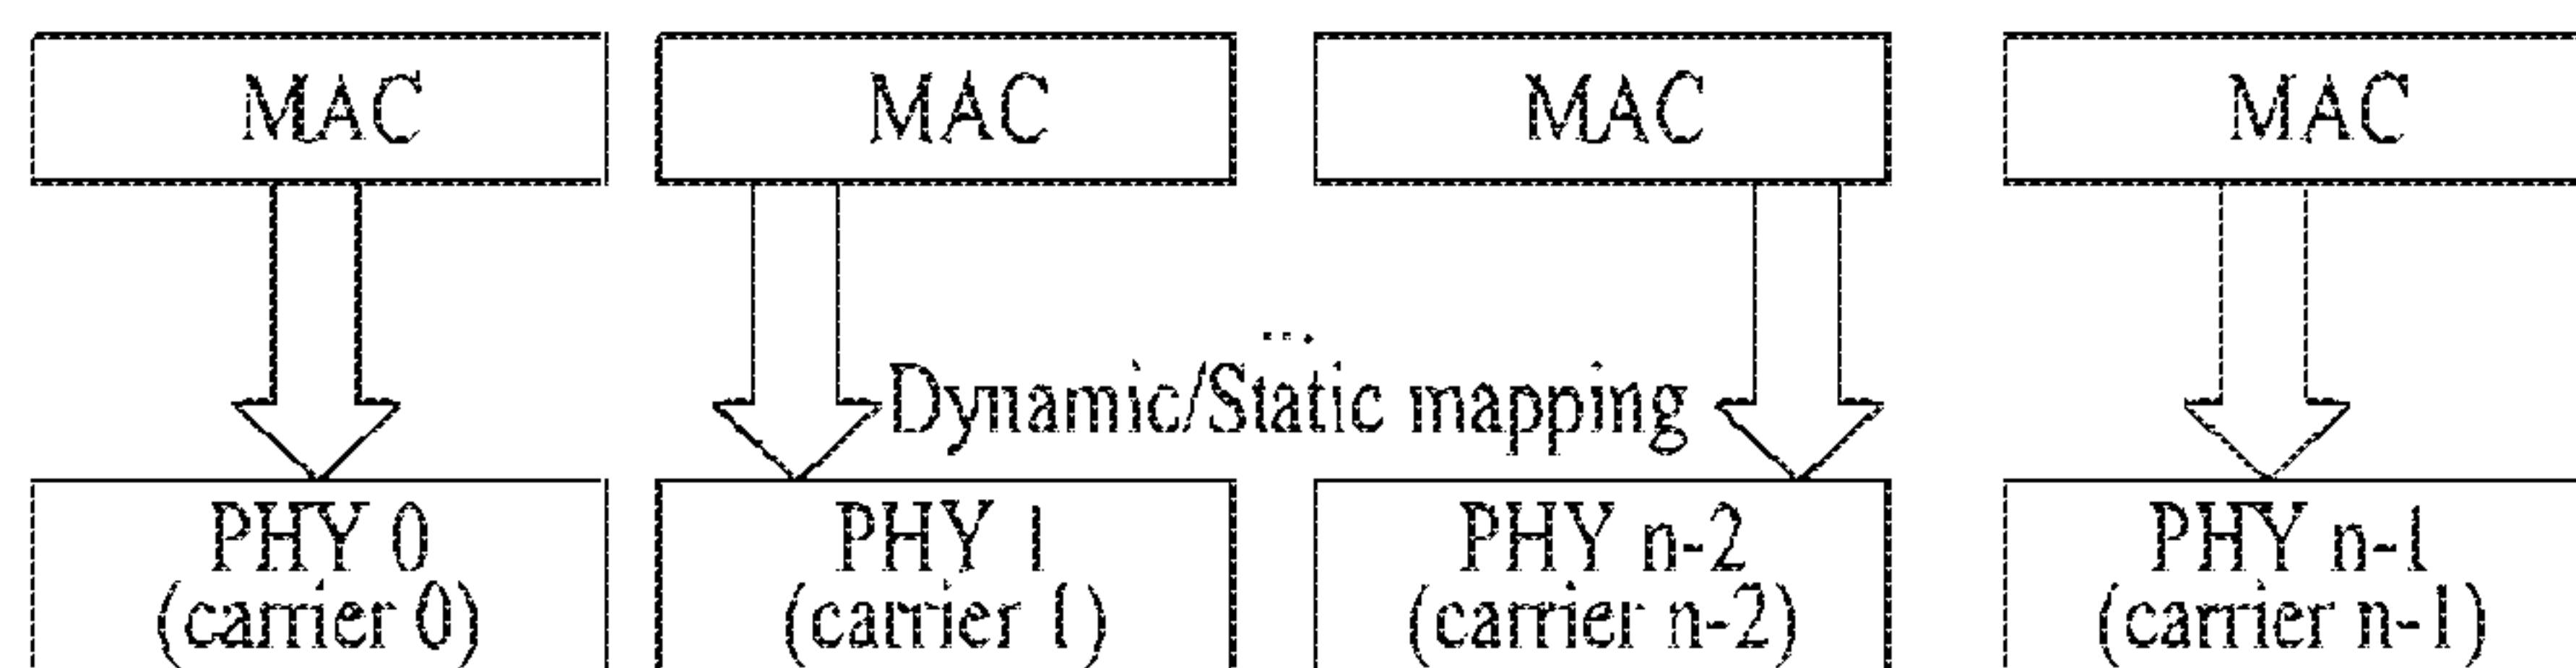 MAC MAC MAC MAC
...
Dynamic/Static mapping
PHY 0 PHY 1 PHY n-2 PHY n-1
(carrier 0) (carrier 1) (carrier n-2) (carrier n-1)